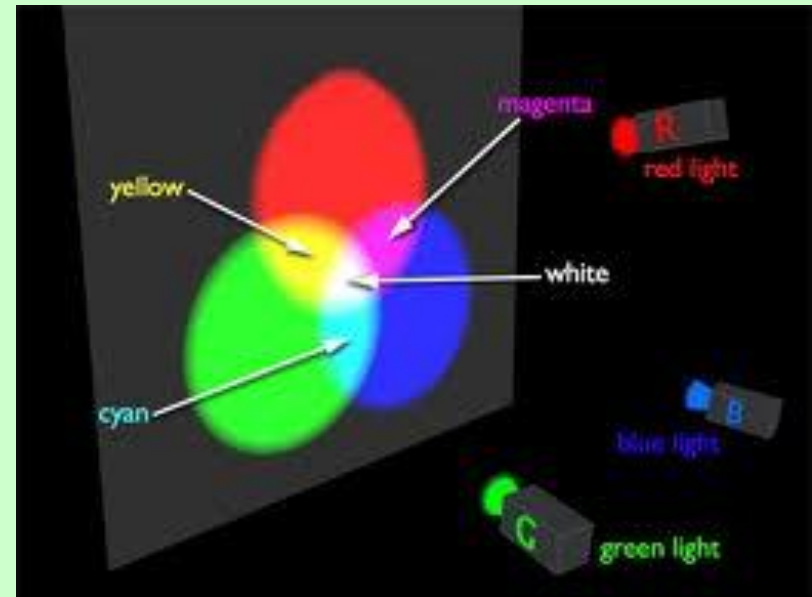 magenta
R
red light
yellow
white
cyan
B
blue light
G
green light